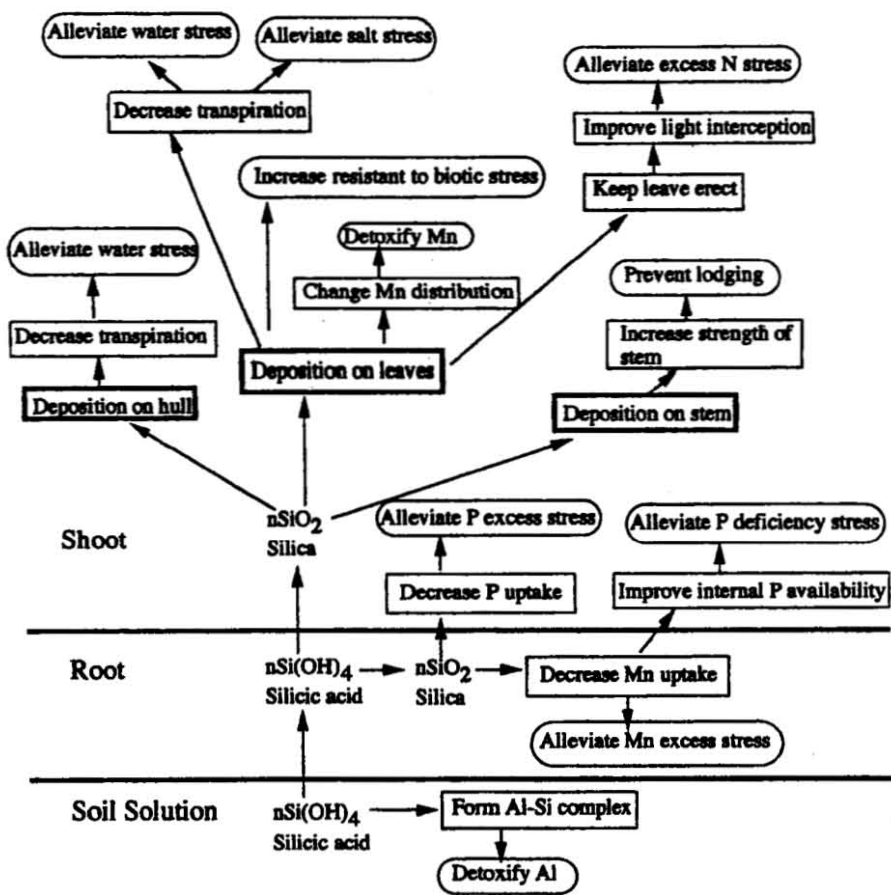 Alleviate water stress
Alleviate salt stress
Decrease transpiration
Alleviate excess N stress
Improve light interception
Keep leave erect
Increase resistant to biotic stress
Detoxify Mn
Change Mn distribution
Alleviate water stress
Decrease transpiration
Deposition on hull
Deposition on leaves
Prevent lodging
Increase strength of
stem
Deposition on stem
Shoot
nSiO2
Silica
Alleviate P excess stress
Decrease P uptake
Alleviate P deficiency stress
Improve internal P availability
Root
nSi(OH)4
Silicic acid
nSiO2
Silica
Decrease Mn uptake
Alleviate Mn excess stress
Soil Solution
nSi(OH)4
Silicic acid
Form Al-Si complex
Detoxify Al